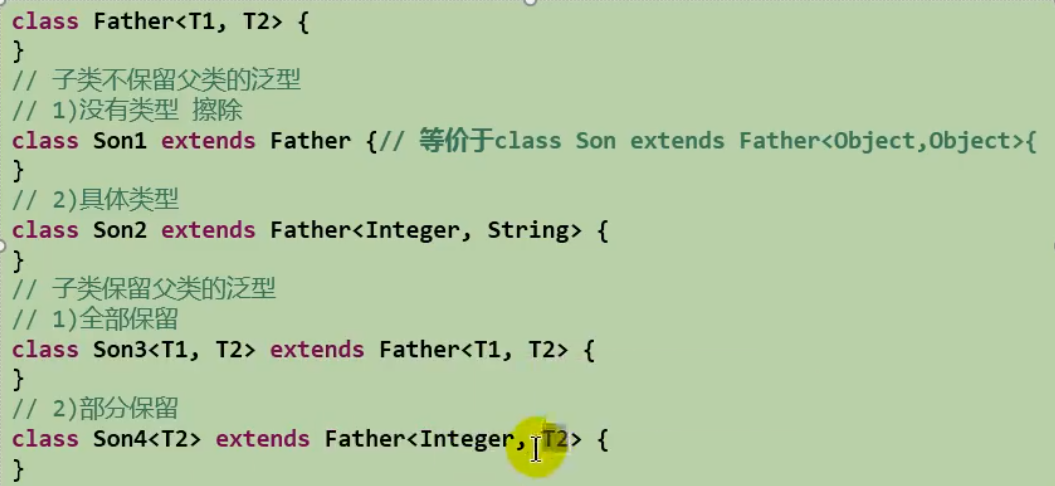 class Father<T1, T2> {
}
// 子类不保留父类的泛型
// 1)没有类型 擦除
class Son1 extends Father {// 等价于class Son extends Father<Object,Object>{
}
// 2)具体类型
class Son2 extends Father<Integer, String> {
}
// 子类保留父类的泛型
// 1)全部保留
class Son3<T1, T2> extends Father<T1, T2> {
}
// 2)部分保留
class Son4<T2> extends Father<Integer, T2> {
}